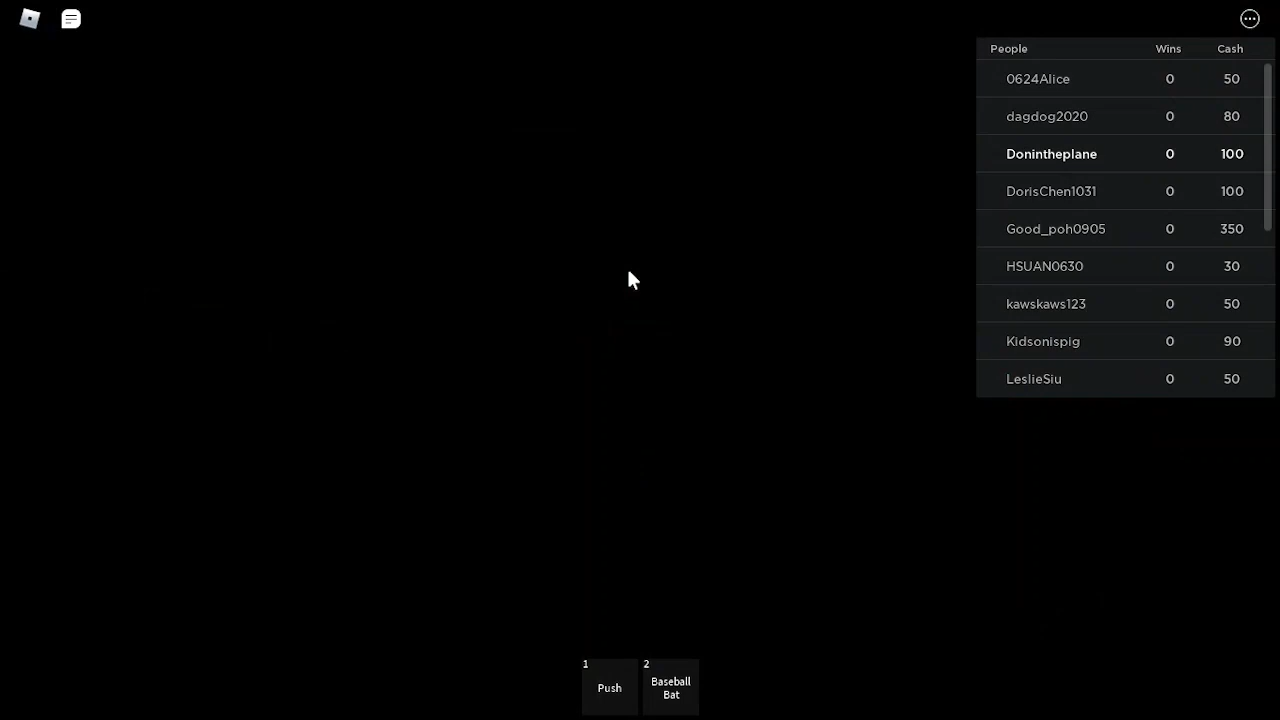 People Wins Cash
0624Alice 0 50
dagdog2020 0 80
Donintheplane 0 100
DorisChen1031 0 100
Good_poh0905 0 350
HSUAN0630 0 30
kawskaws123 0 50
Kidsonispig 0 90
LeslieSiu 0 50
1 2
Push Baseball
Bat